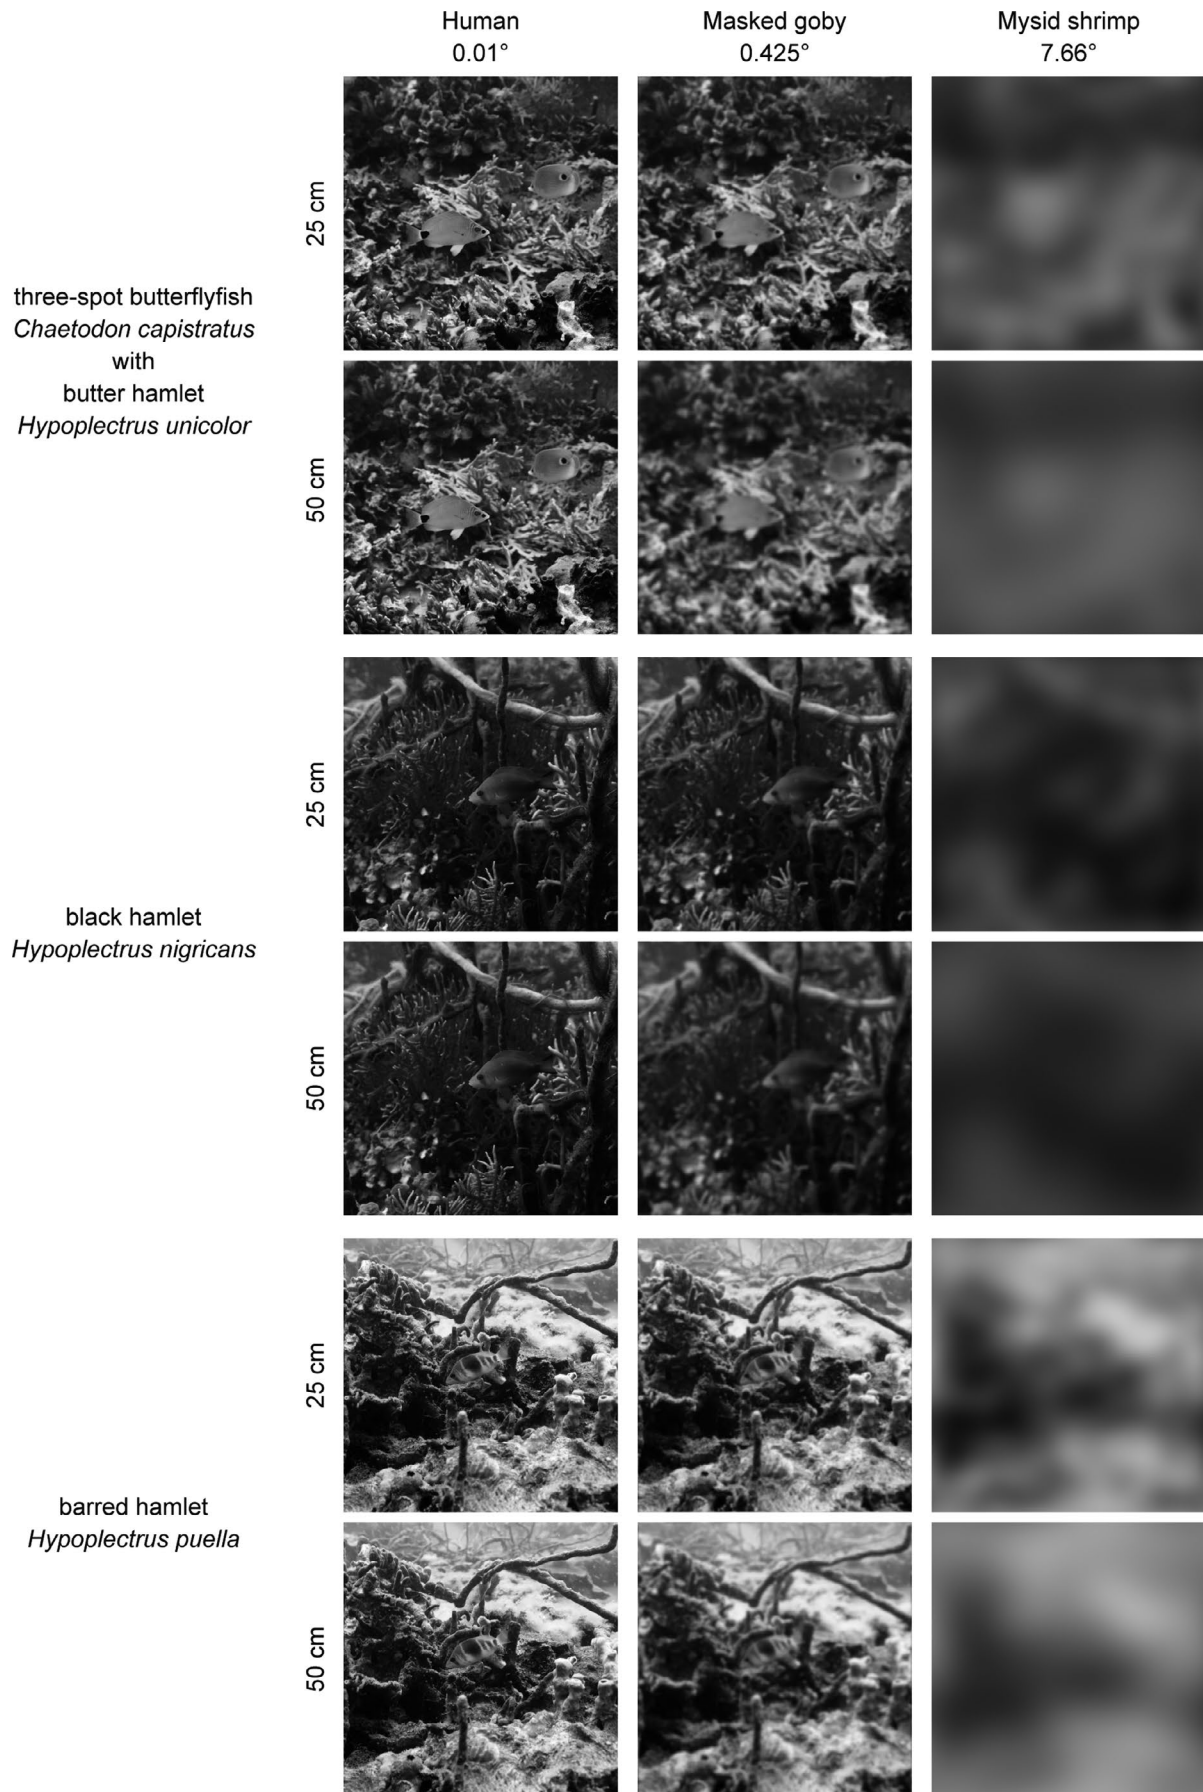 Human
0.01°
Masked goby
0.425°
Mysid shrimp
7.66°
three-spot butterflyfish
Chaetodon capistratus
with
butter hamlet
Hypoplectrus unicolor
25 cm
50 cm
black hamlet
Hypoplectrus nigricans
25 cm
50 cm
barred hamlet
Hypoplectrus puella
25 cm
50 cm